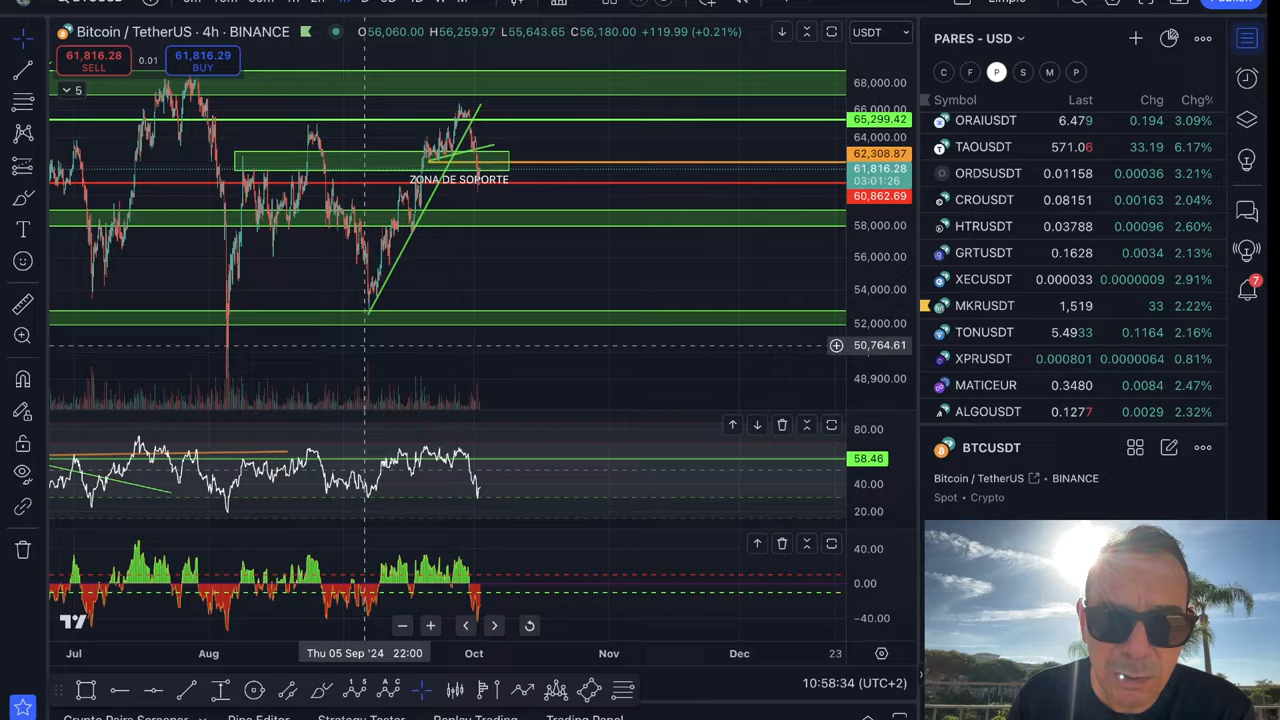 Bitcoin / TetherUS · 4h · BINANCE
O56,060.00 H56,259.97 L55,643.65 C56,180.00 +119.99 (+0.21%)
USDT
61,816.28
SELL
0.01
61,816.29
BUY
5
68,000.00
66,000.00
65,299.42
64,000.00
62,308.87
61,816.28
03:01:26
60,862.69
58,000.00
56,000.00
54,000.00
52,000.00
50,764.61
48,900.00
ZONA DE SOPORTE
80.00
58.46
40.00
20.00
40.00
0.00
−40.00
Jul
Aug
Thu 05 Sep '24 22:00
Oct
Nov
Dec
23
10:58:34 (UTC+2)
Crypto Pairs Screener
Pine Editor
Strategy Tester
Replay Trading
Trading Panel
Publish
PARES - USD
C F P S M P
Symbol Last Chg Chg%
ORAIUSDT 6.479 0.194 3.09%
TAOUSDT 571.06 33.19 6.17%
ORDSUSDT 0.01158 0.00036 3.21%
CROUSDT 0.08151 0.00163 2.04%
HTRUSDT 0.03788 0.00096 2.60%
GRTUSDT 0.1628 0.0034 2.13%
XECUSDT 0.000033 0.0000009 2.91%
MKRUSDT 1,519 33 2.22%
TONUSDT 5.4933 0.1164 2.16%
XPRUSDT 0.000801 0.0000064 0.81%
MATICEUR 0.3480 0.0084 2.47%
ALGOUSDT 0.1277 0.0029 2.32%
7
BTCUSDT
Bitcoin / TetherUS · BINANCE
Spot · Crypto